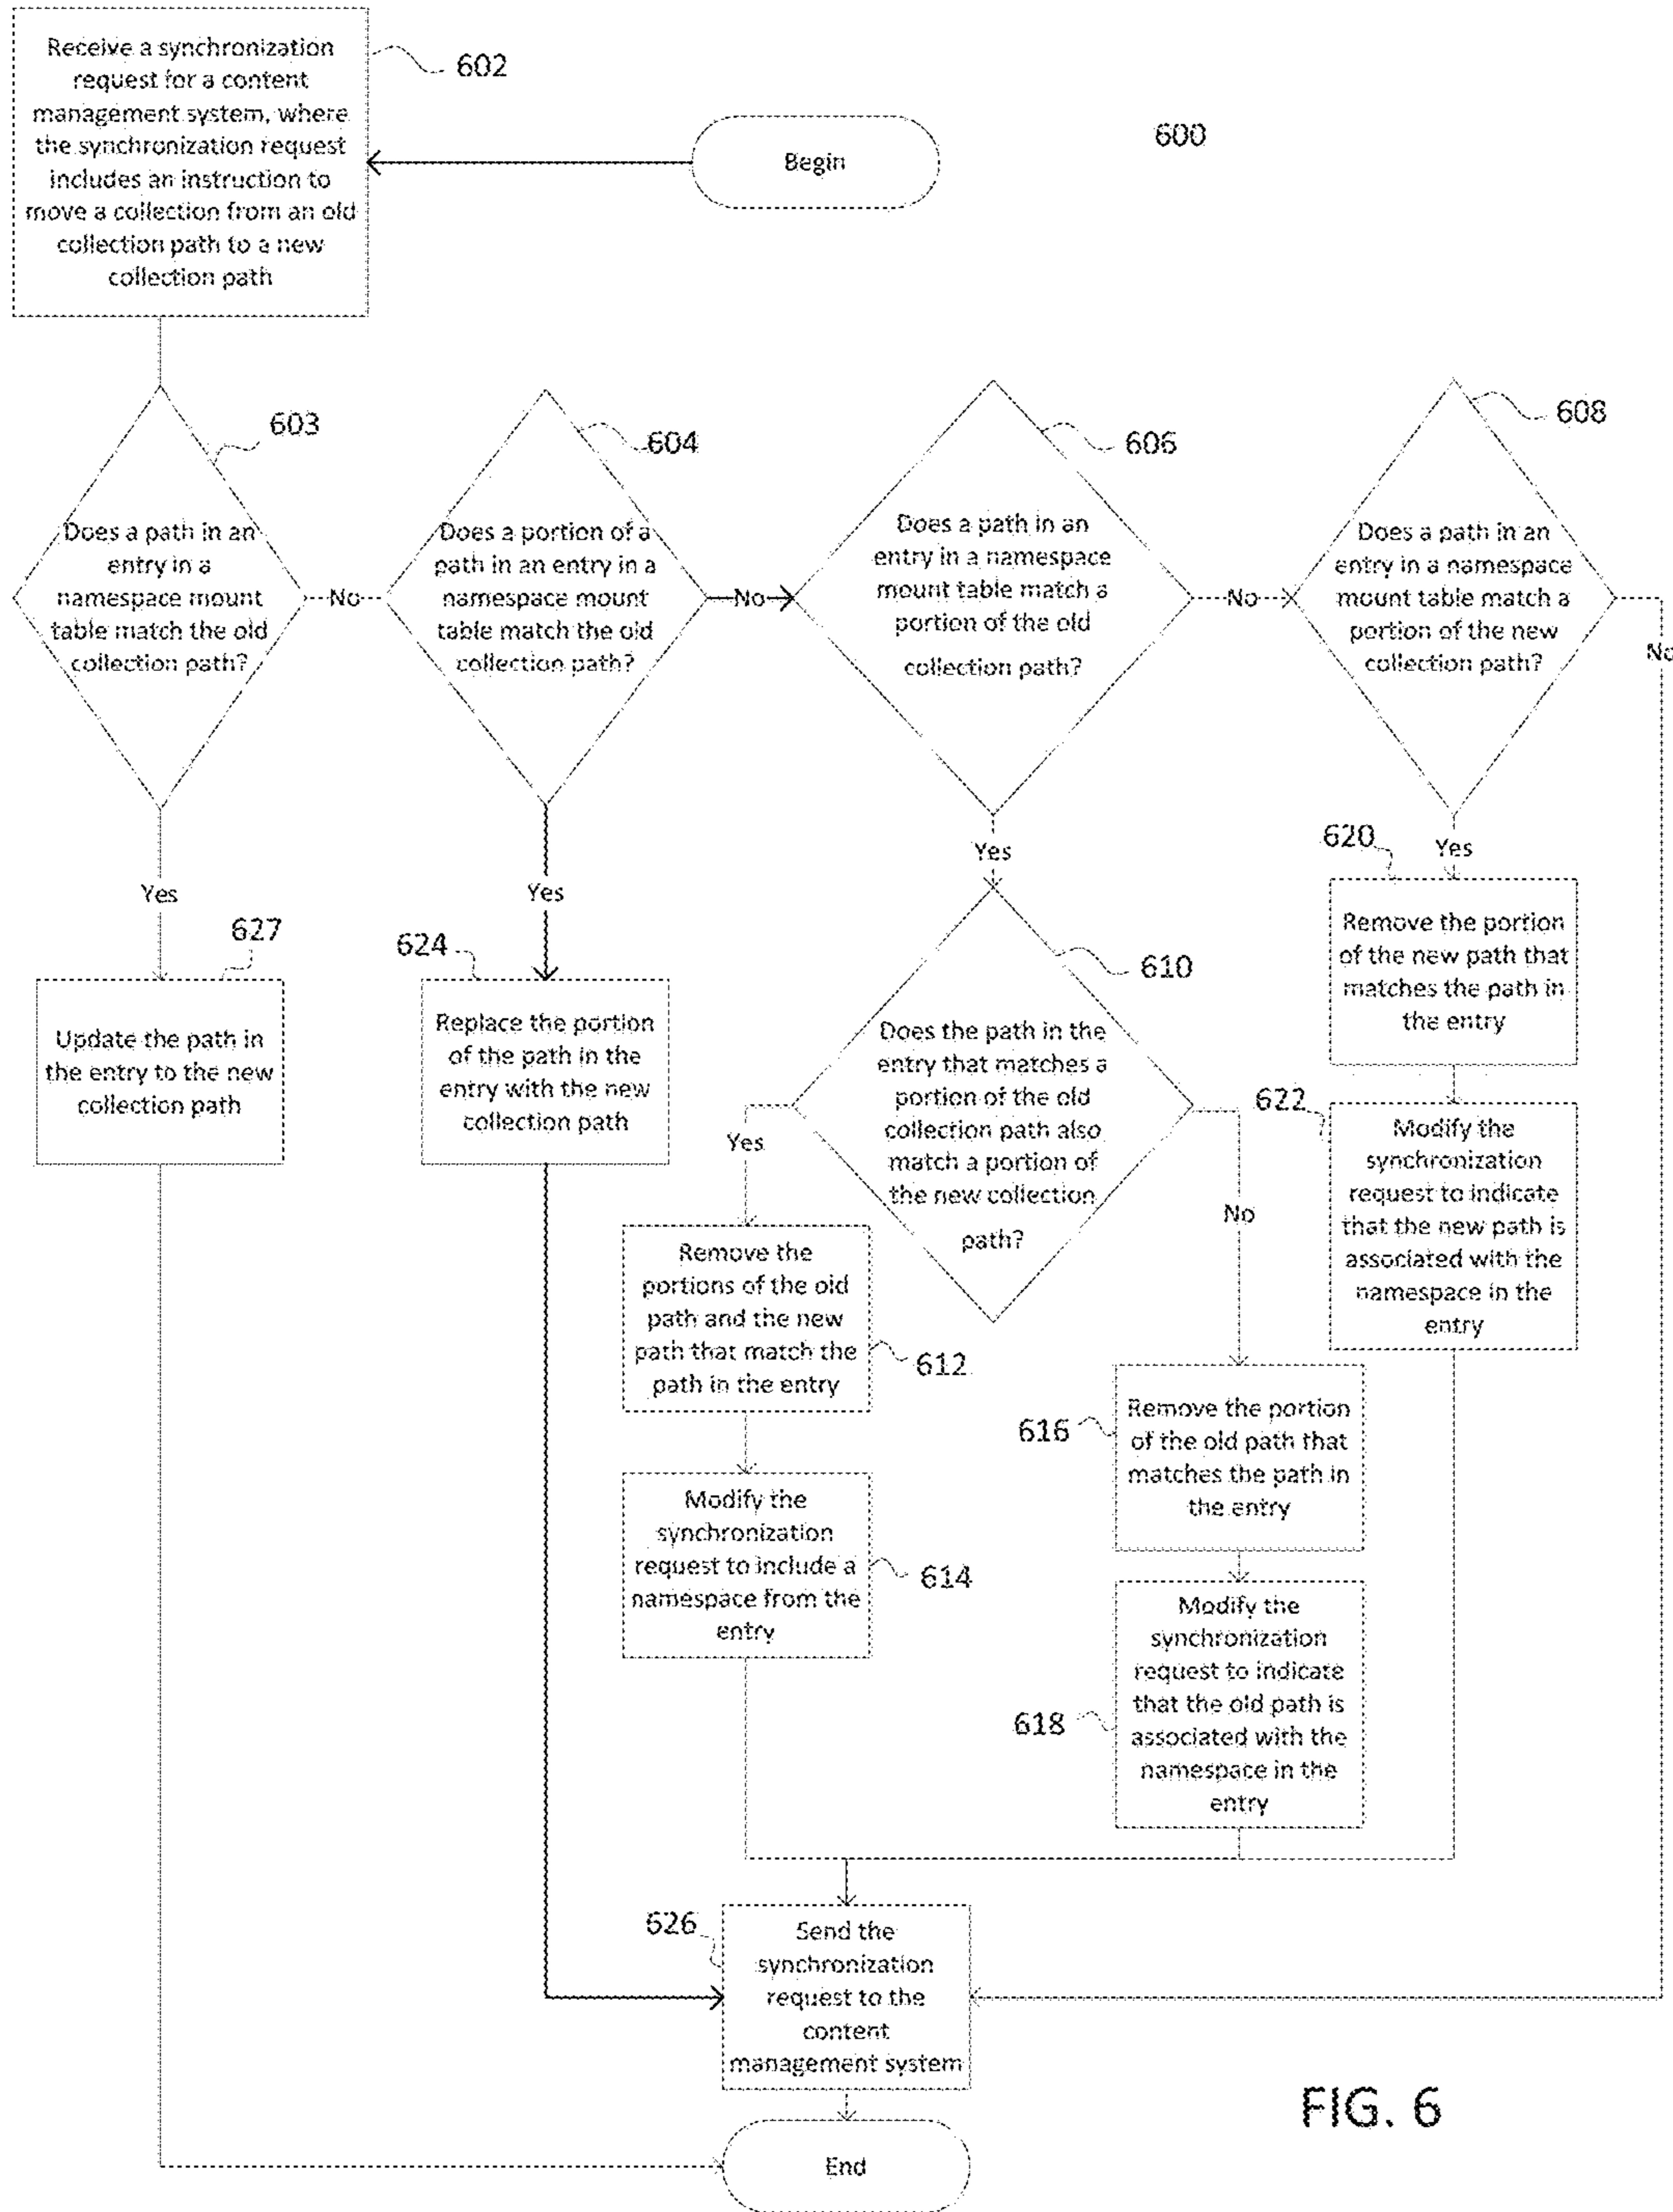 Receive a synchronization
request for a content
management system, where
the synchronization request
includes an instruction to
move a collection from an old
collection path to a new
collection path
602
Begin
600
603
Does a path in an
entry in a
namespace mount
table match the old
collection path?
No
604
Does a portion of a
path in an entry in a
namespace mount
table match the old
collection path?
No
606
Does a path in an
entry in a namespace
mount table match a
portion of the old
collection path?
No
608
Does a path in an
entry in a namespace
mount table match a
portion of the new
collection path?
No
Yes
627
Update the path in
the entry to the new
collection path
Yes
624
Replace the portion
of the path in the
entry with the new
collection path
Yes
610
Does the path in the
entry that matches a
portion of the old
collection path also
match a portion of
the new collection
path?
Yes
No
620
Yes
Remove the portion
of the new path that
matches the path in
the entry
622
Modify the
synchronization
request to indicate
that the new path is
associated with the
namespace in the
entry
Remove the
portions of the old
path and the new
path that match the
path in the entry
612
Modify the
synchronization
request to include a
namespace from the
entry
614
616
Remove the portion
of the old path that
matches the path in
the entry
618
Modify the
synchronization
request to indicate
that the old path is
associated with the
namespace in the
entry
626
Send the
synchronization
request to the
content
management system
End
FIG. 6